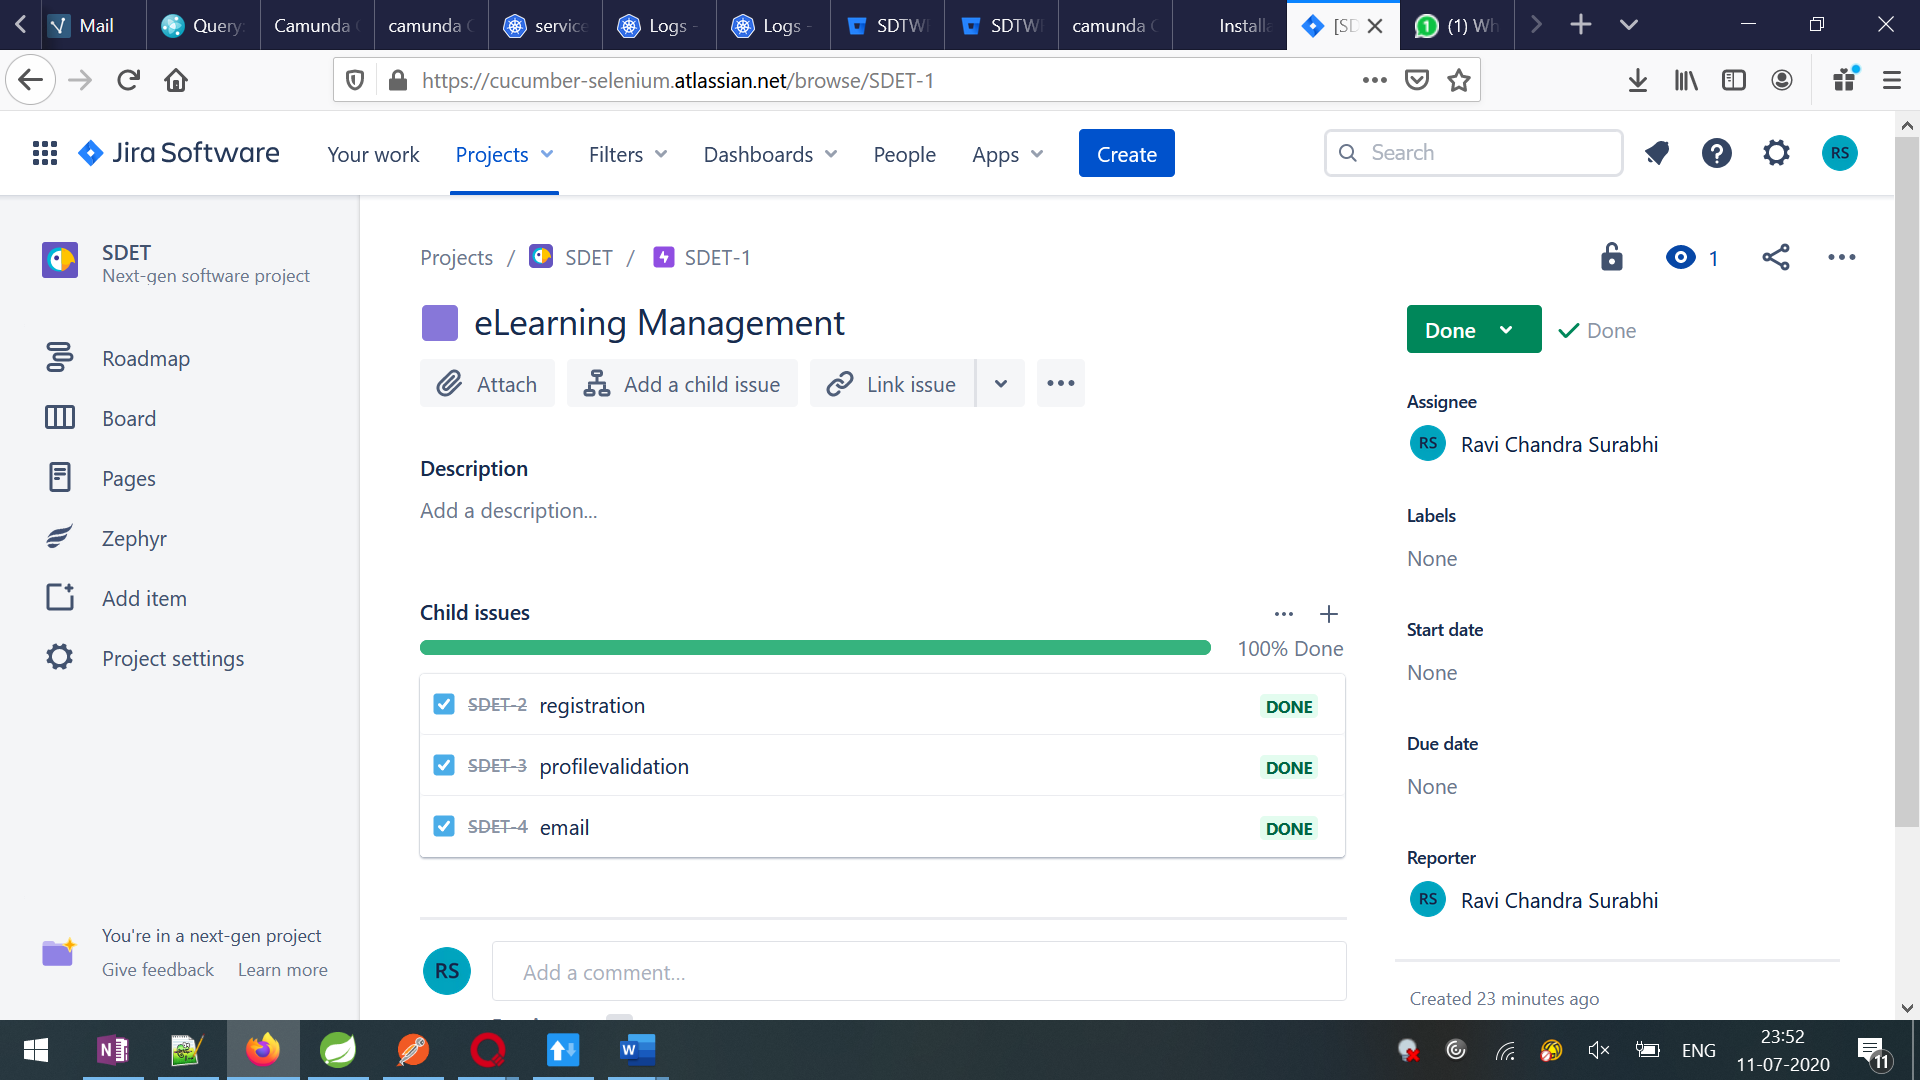 Mail
Query
Camunda
camunda
service
Logs -
Logs -
SDTW
SDTW
camunda
Installa
[SD
(1) Wh
https://cucumber-selenium.atlassian.net/browse/SDET-1
Jira Software
Your work
Projects
Filters
Dashboards
People
Apps
Create
Search
RS
SDET
Next-gen software project
Roadmap
Board
Pages
Zephyr
Add item
Project settings
You're in a next-gen project
Give feedback Learn more
Projects / SDET / SDET-1
1
eLearning Management
Attach
Add a child issue
Link issue
Description
Add a description...
Child issues
100% Done
SDET-2 registration DONE
SDET-3 profilevalidation DONE
SDET-4 email DONE
RS
Add a comment...
Done
Done
Assignee
RS Ravi Chandra Surabhi
Labels
None
Start date
None
Due date
None
Reporter
RS Ravi Chandra Surabhi
Created 23 minutes ago
ENG
23:52
11-07-2020
11